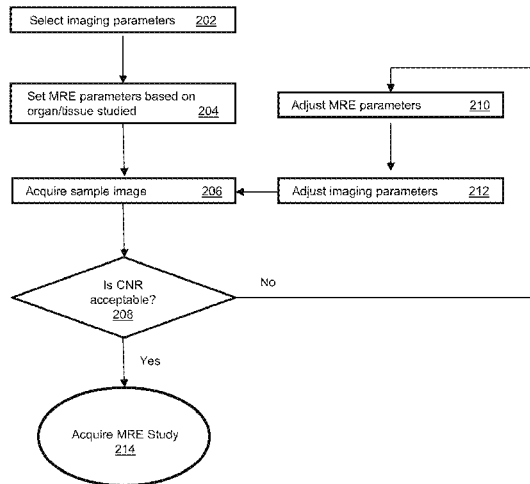 Select imaging parameters 202
Set MRE parameters based on
organ/tissue studied 204
Adjust MRE parameters 210
Acquire sample image 206
Adjust imaging parameters 212
Is CNR
acceptable?
208
No
Yes
Acquire MRE Study
214